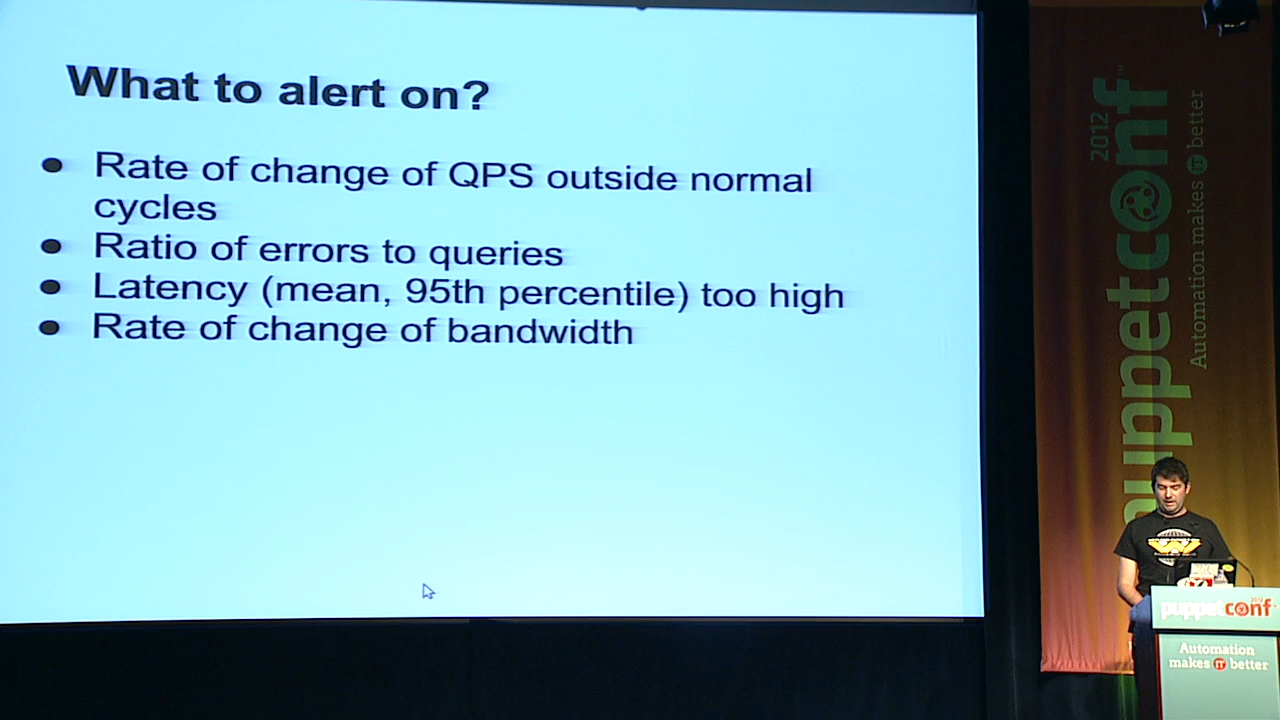 What to alert on?
● Rate of change of QPS outside normal
cycles
● Ratio of errors to queries
● Latency (mean, 95th percentile) too high
● Rate of change of bandwidth
puppetconf™
2012
Automation makes IT better
puppetconf
Automation
makes IT better